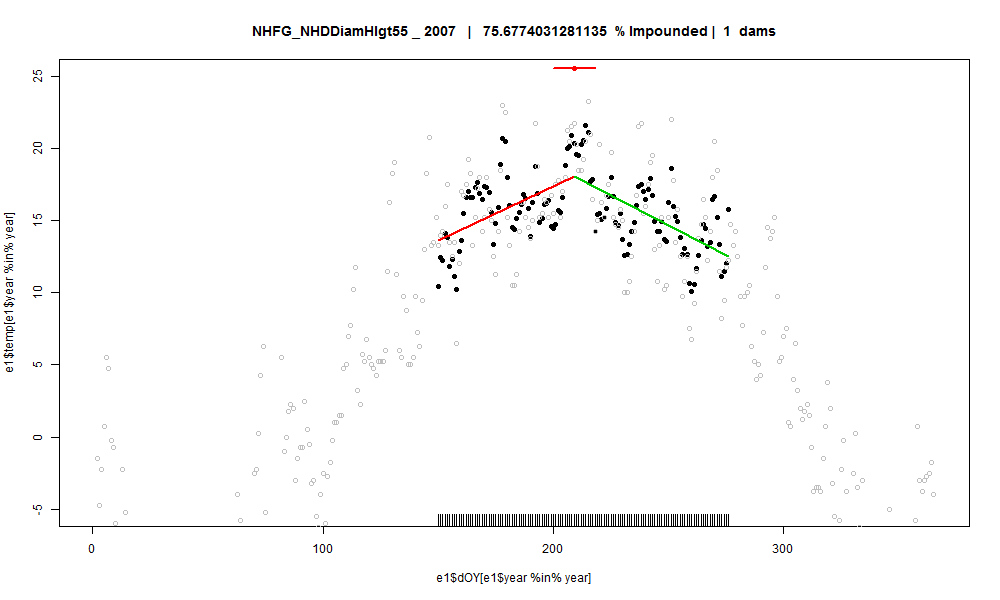 NHFG_NHDDiamHlgt55 _ 2007 | 75.6774031281135 % Impounded | 1 dams
e1$temp[e1$year %in% year]
25
20
15
10
5
0
-5
0 100 200 300
e1$dOY[e1$year %in% year]